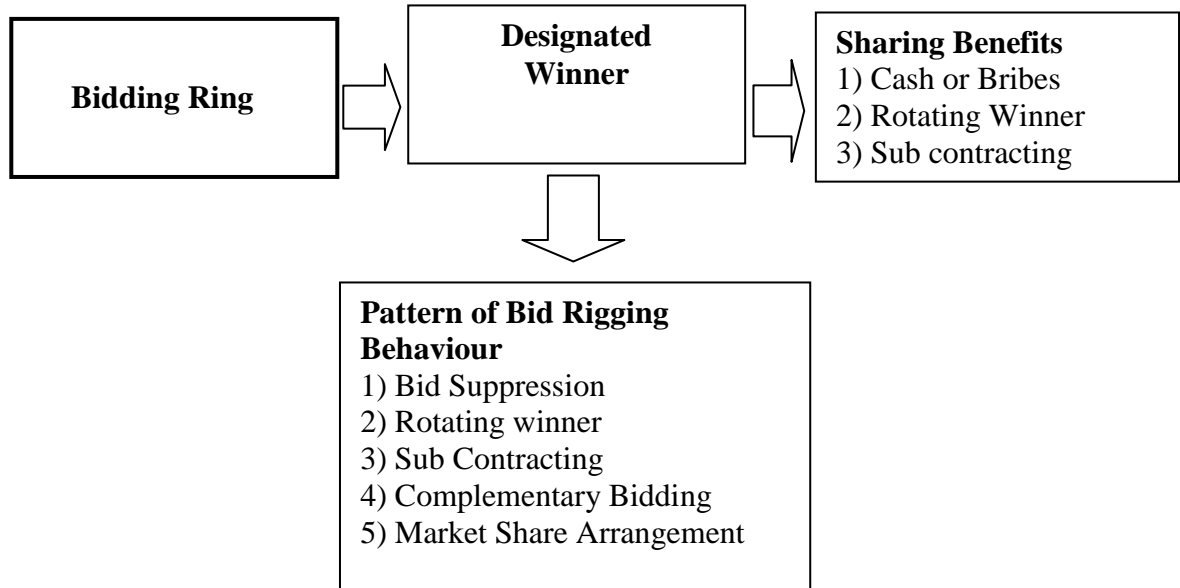 Bidding Ring
Designated
Winner
Sharing Benefits
1) Cash or Bribes
2) Rotating Winner
3) Sub contracting
Pattern of Bid Rigging
Behaviour
1) Bid Suppression
2) Rotating winner
3) Sub Contracting
4) Complementary Bidding
5) Market Share Arrangement